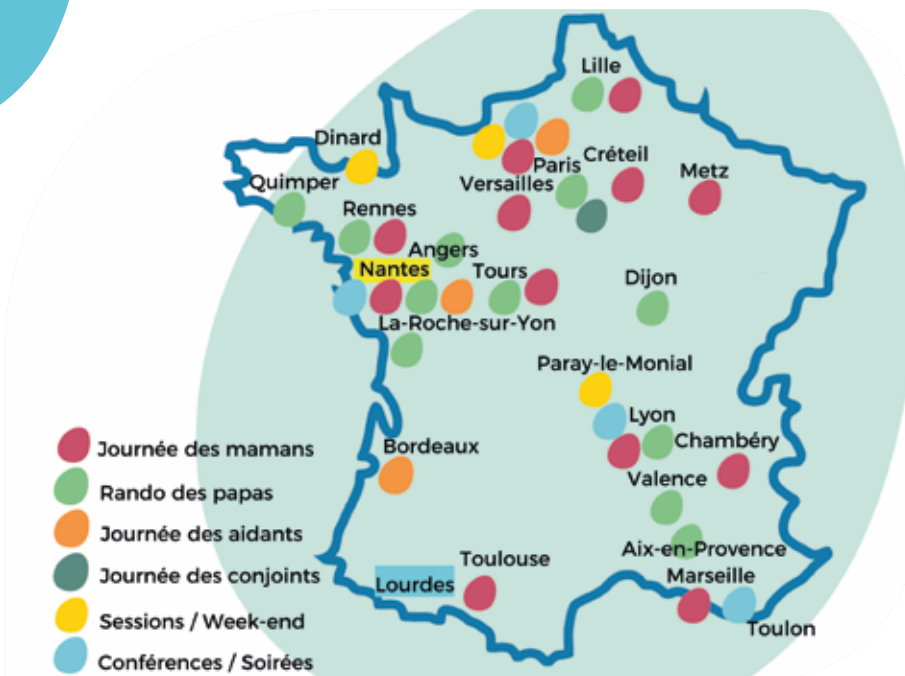 Lille
Dinard
Paris
Créteil
Metz
Quimper
Versailles
Rennes
Angers
Nantes
Tours
Dijon
La-Roche-sur-Yon
Paray-le-Monial
Lyon
Chambéry
Bordeaux
Valence
Aix-en-Provence
Toulouse
Marseille
Lourdes
Toulon
Journée des mamans
Rando des papas
Journée des aidants
Journée des conjoints
Sessions / Week-end
Conférences / Soirées